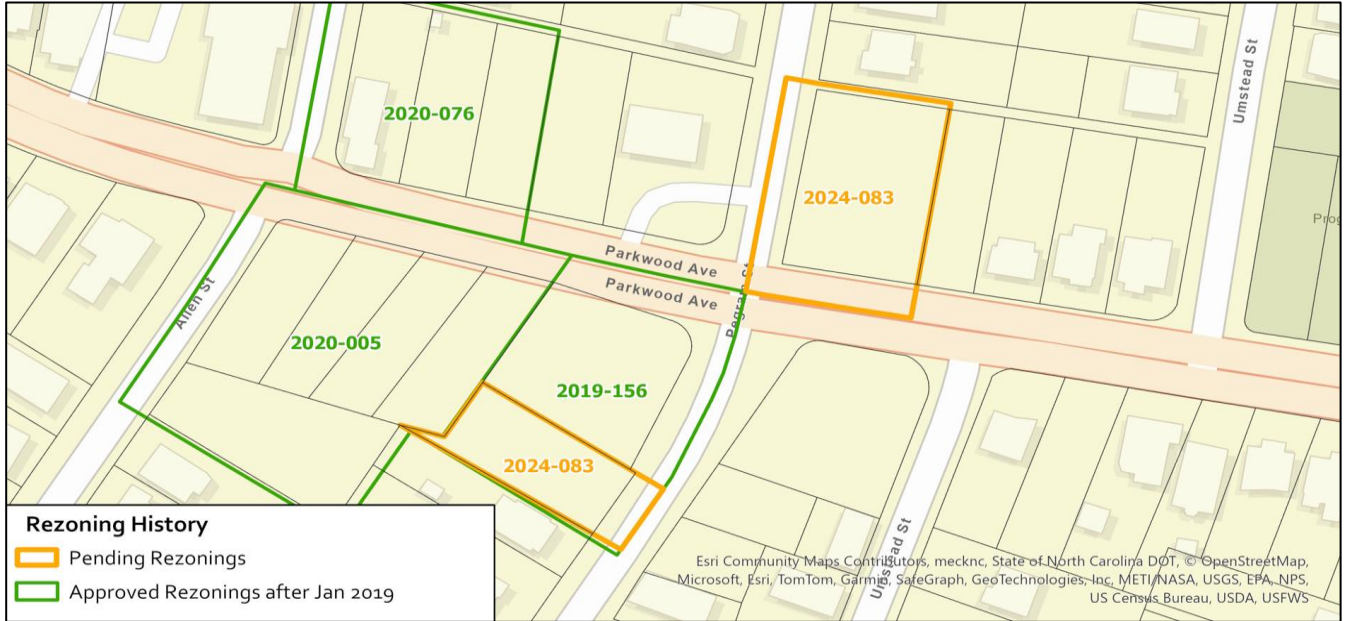 Umstead St
2020-076
2024-083
Prog
Parkwood Ave
Parkwood Ave
Pegram St
Allen St
2020-005
2019-156
2024-083
Umstead St
Rezoning History
Pending Rezonings
Approved Rezonings after Jan 2019
Esri Community Maps Contributors, mecknc, State of North Carolina DOT, © OpenStreetMap,
Microsoft, Esri, TomTom, Garmin, SafeGraph, GeoTechnologies, Inc, METI/NASA, USGS, EPA, NPS,
US Census Bureau, USDA, USFWS